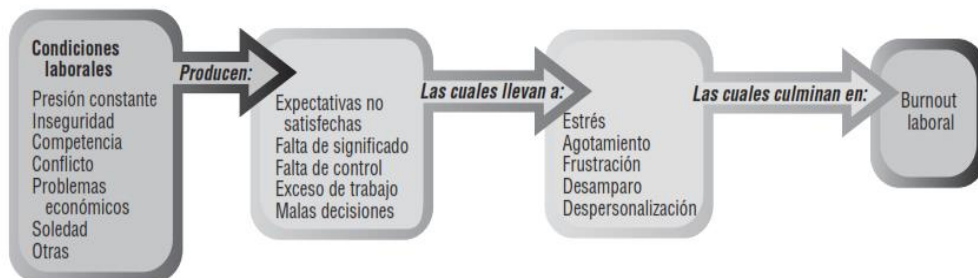 Condiciones
laborales
Presión constante
Inseguridad
Competencia
Conflicto
Problemas
económicos
Soledad
Otras
Producen:
Expectativas no
satisfechas
Falta de significado
Falta de control
Exceso de trabajo
Malas decisiones
Las cuales llevan a:
Estrés
Agotamiento
Frustración
Desamparo
Despersonalización
Las cuales culminan en:
Burnout
laboral